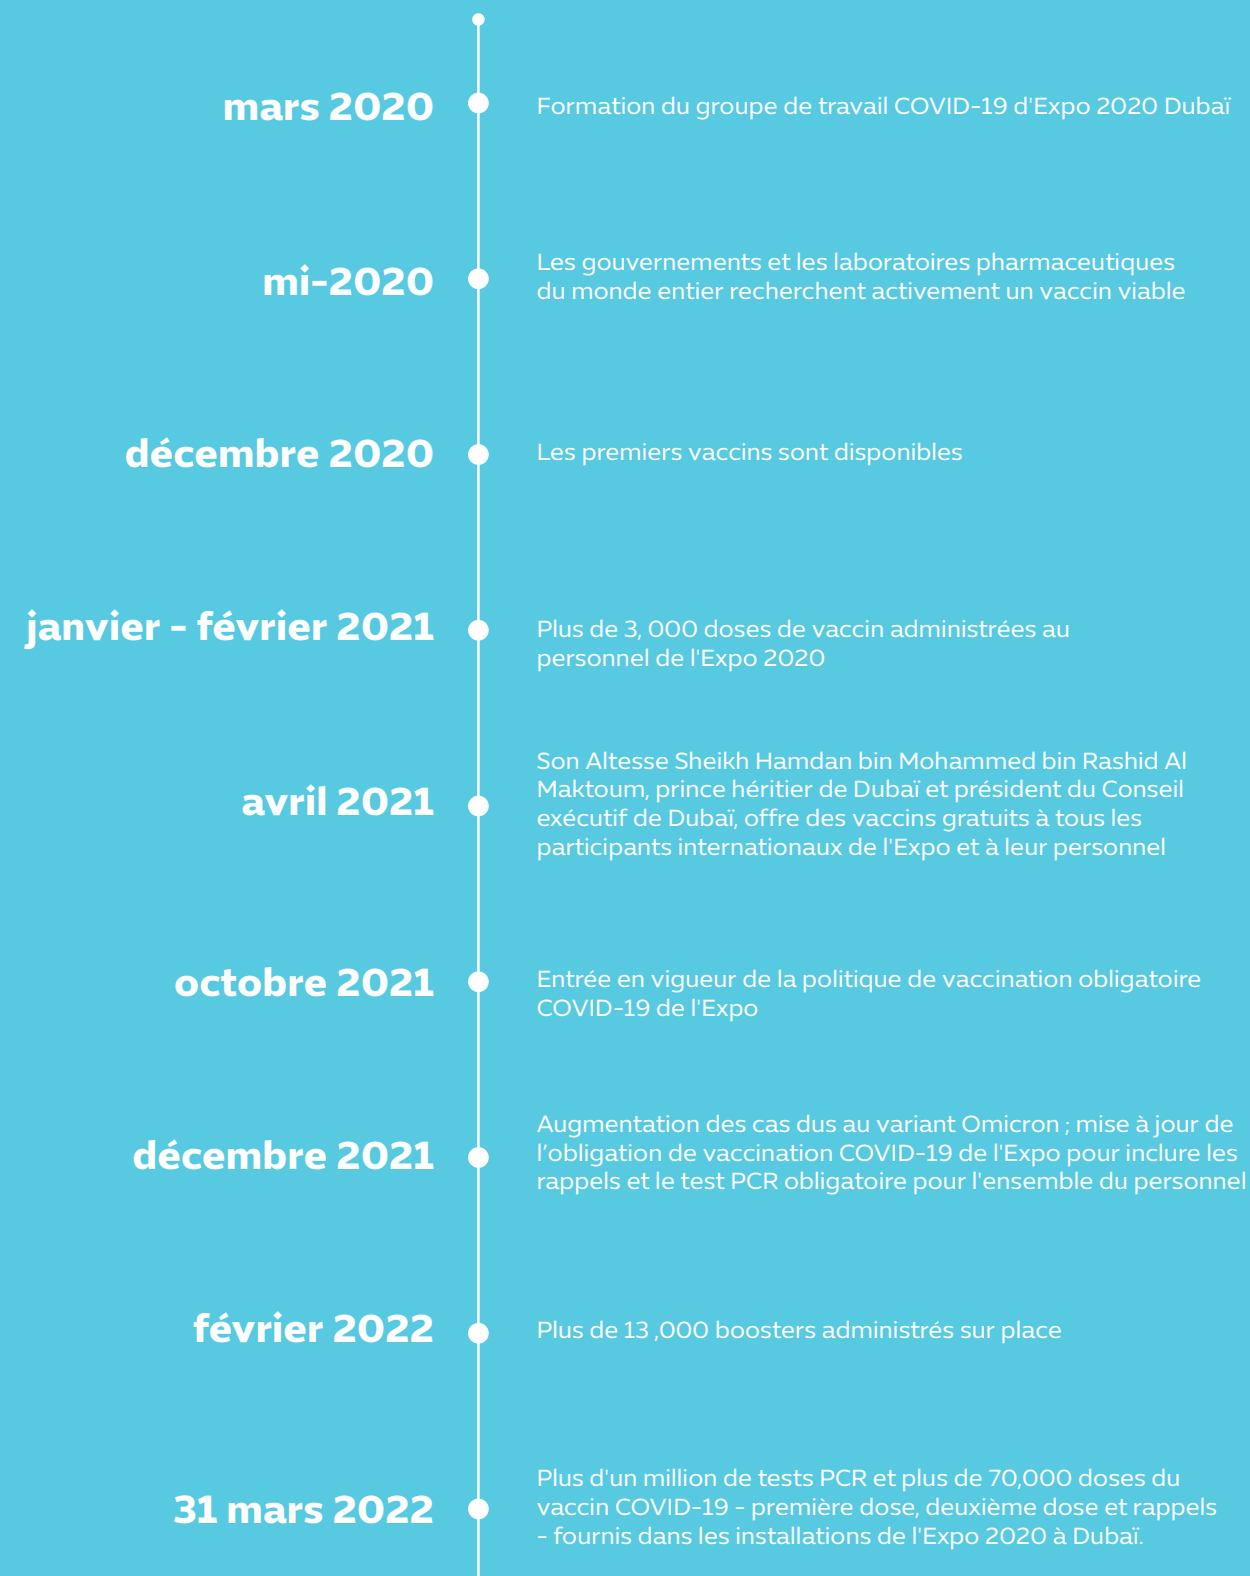 mars 2020
Formation du groupe de travail COVID-19 d'Expo 2020 Dubaï
mi-2020
Les gouvernements et les laboratoires pharmaceutiques
du monde entier recherchent activement un vaccin viable
décembre 2020
Les premiers vaccins sont disponibles
janvier - février 2021
Plus de 3, 000 doses de vaccin administrées au
personnel de l'Expo 2020
avril 2021
Son Altesse Sheikh Hamdan bin Mohammed bin Rashid Al
Maktoum, prince héritier de Dubaï et président du Conseil
exécutif de Dubaï, offre des vaccins gratuits à tous les
participants internationaux de l'Expo et à leur personnel
octobre 2021
Entrée en vigueur de la politique de vaccination obligatoire
COVID-19 de l'Expo
décembre 2021
Augmentation des cas dus au variant Omicron ; mise à jour de
l’obligation de vaccination COVID-19 de l'Expo pour inclure les
rappels et le test PCR obligatoire pour l'ensemble du personnel
février 2022
Plus de 13 ,000 boosters administrés sur place
31 mars 2022
Plus d'un million de tests PCR et plus de 70,000 doses du
vaccin COVID-19 - première dose, deuxième dose et rappels
- fournis dans les installations de l'Expo 2020 à Dubaï.